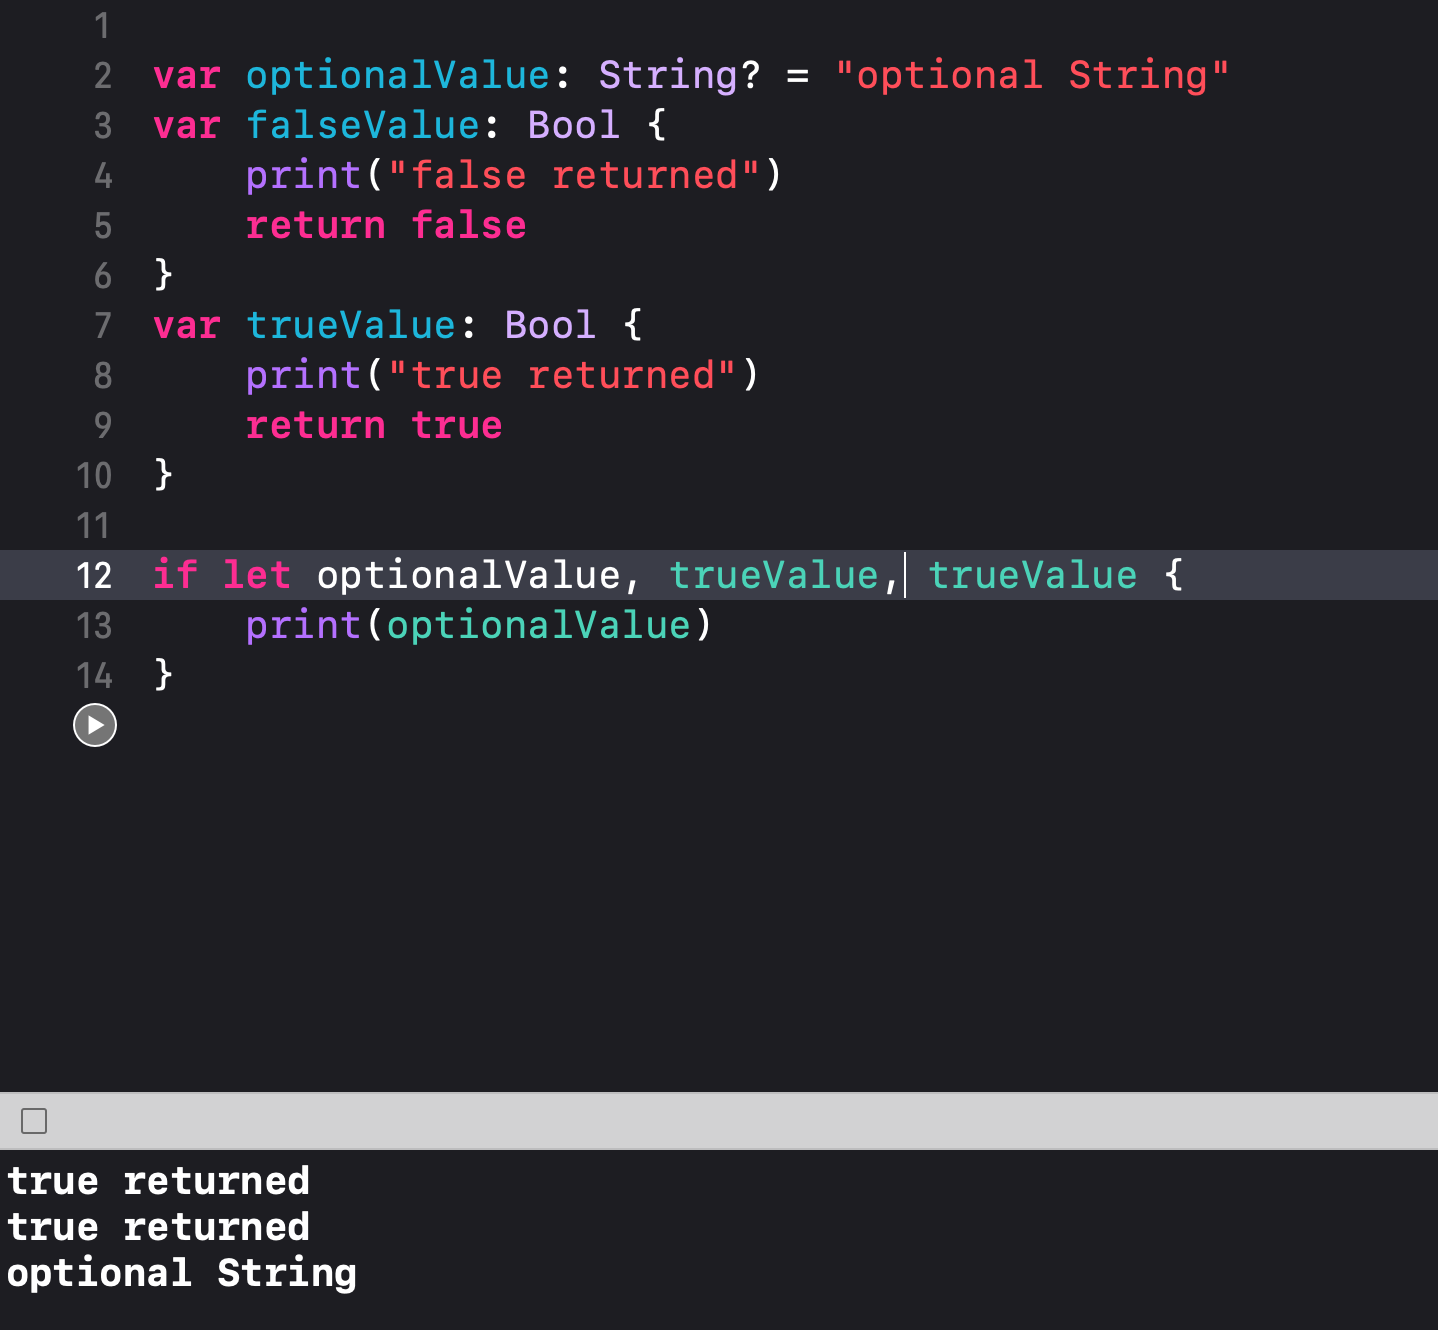 1
2 var optionalValue: String? = "optional String"
3 var falseValue: Bool {
4     print("false returned")
5     return false
6 }
7 var trueValue: Bool {
8     print("true returned")
9     return true
10 }
11
12 if let optionalValue, trueValue, trueValue {
13     print(optionalValue)
14 }
true returned
true returned
optional String